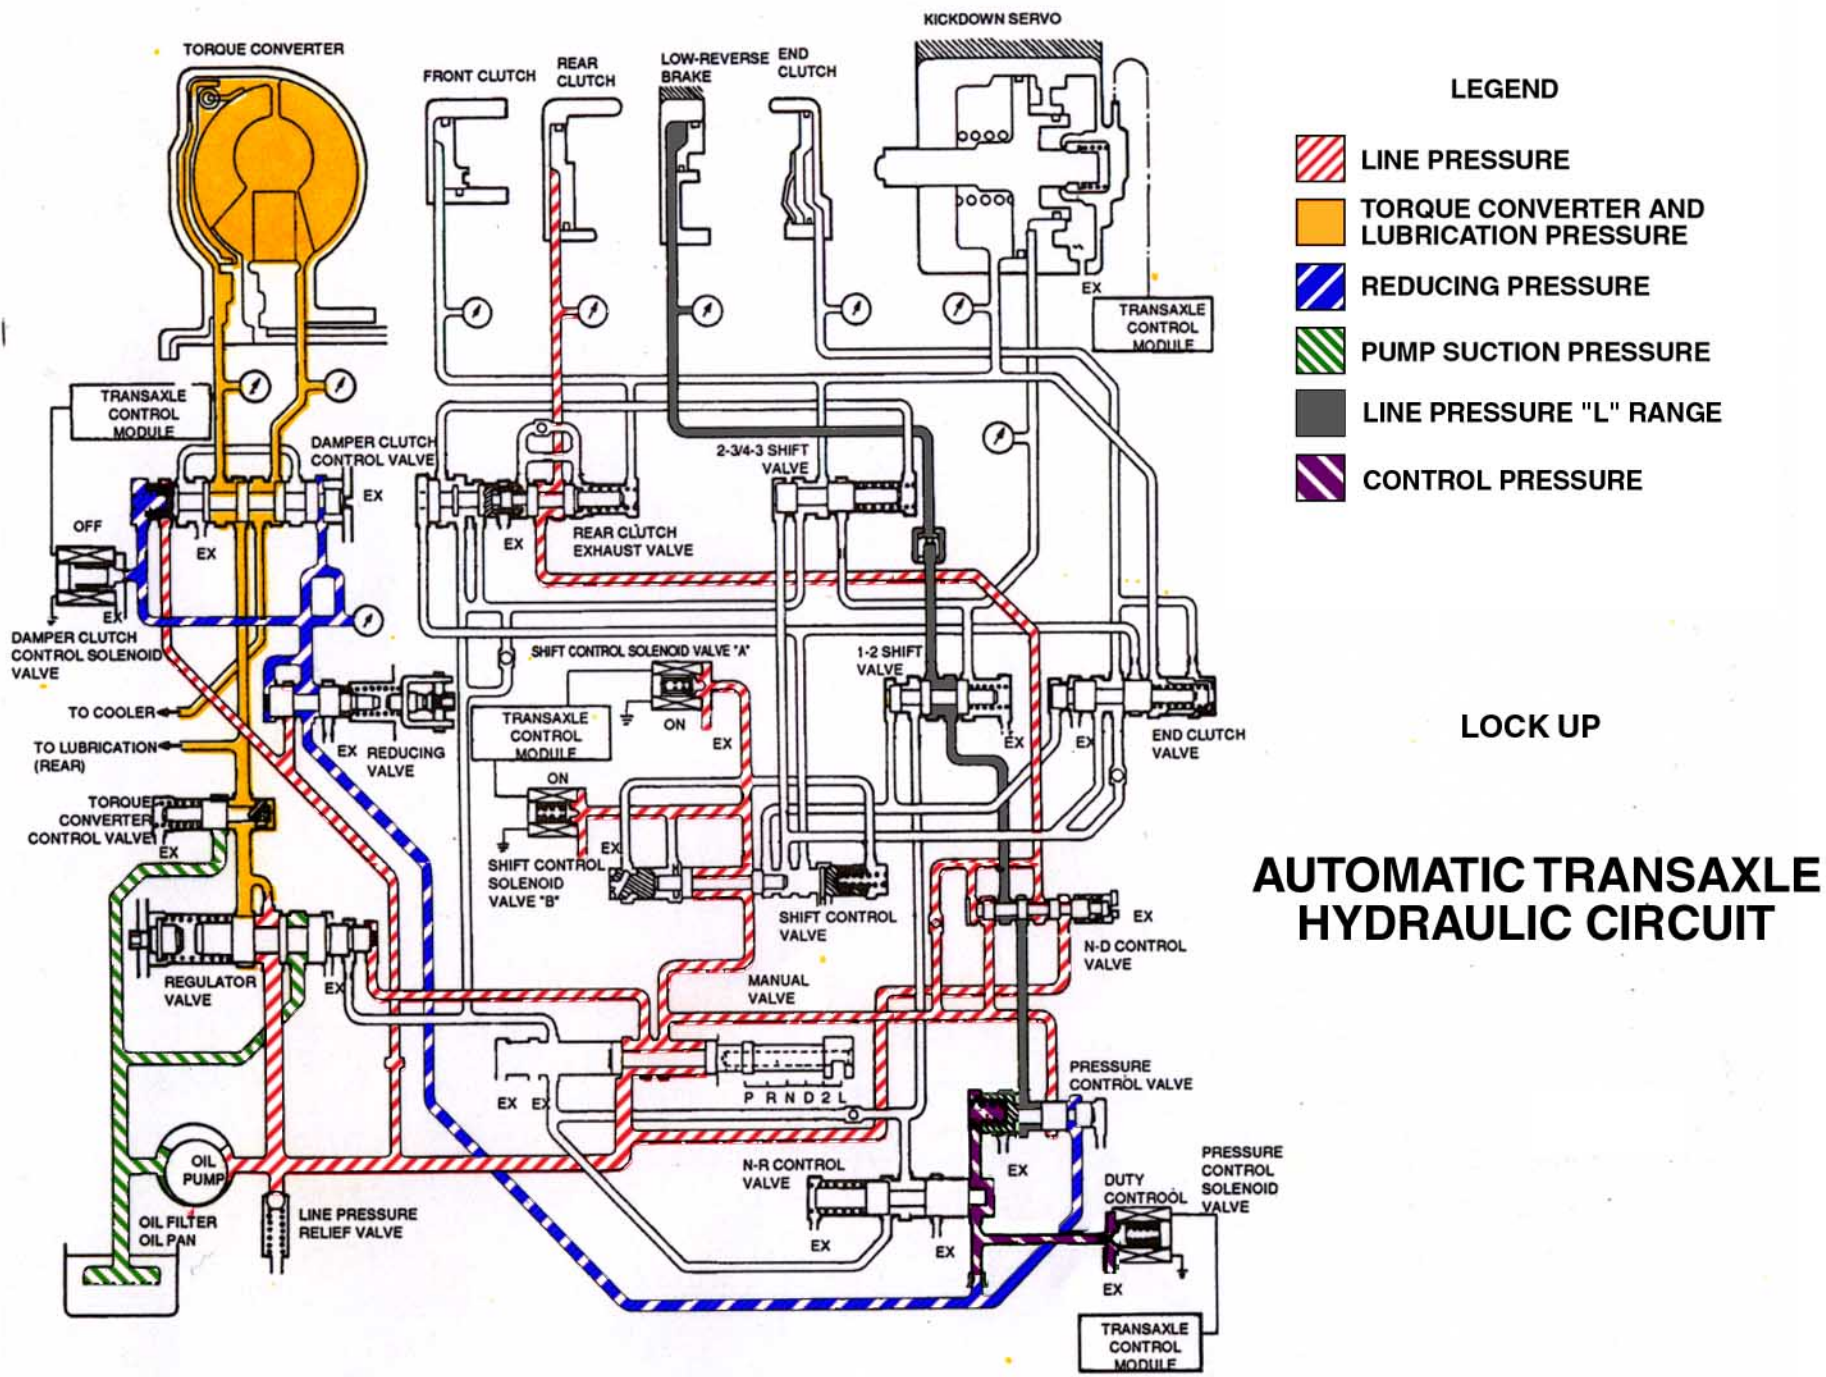 KICKDOWN SERVO
TORQUE CONVERTER
FRONT CLUTCH
REAR
CLUTCH
LOW-REVERSE
BRAKE
END
CLUTCH
EX
TRANSAXLE
CONTROL
MODULE
LEGEND
LINE PRESSURE
TORQUE CONVERTER AND
LUBRICATION PRESSURE
REDUCING PRESSURE
PUMP SUCTION PRESSURE
LINE PRESSURE "L" RANGE
CONTROL PRESSURE
TRANSAXLE
CONTROL
MODULE
DAMPER CLUTCH
CONTROL VALVE
EX
OFF
EX
EX
DAMPER CLUTCH
CONTROL SOLENOID
VALVE
EX
REAR CLUTCH
EXHAUST VALVE
2-3/4-3 SHIFT
VALVE
SHIFT CONTROL SOLENOID VALVE "A"
ON
EX
1-2 SHIFT
VALVE
EX
EX
END CLUTCH
VALVE
TO COOLER
TO LUBRICATION
(REAR)
EX
REDUCING
VALVE
TRANSAXLE
CONTROL
MODULE
ON
TORQUE
CONVERTER
CONTROL VALVE
EX
SHIFT CONTROL
SOLENOID
VALVE "B"
EX
SHIFT CONTROL
VALVE
EX
N-D CONTROL
VALVE
REGULATOR
VALVE
EX
MANUAL
VALVE
EX
EX
P R N D 2 L
PRESSURE
CONTROL VALVE
EX
OIL
PUMP
OIL FILTER
OIL PAN
LINE PRESSURE
RELIEF VALVE
N-R CONTROL
VALVE
EX
EX
DUTY
CONTROOL
PRESSURE
CONTROL
SOLENOID
VALVE
EX
TRANSAXLE
CONTROL
MODULE
LOCK UP
AUTOMATIC TRANSAXLE
HYDRAULIC CIRCUIT